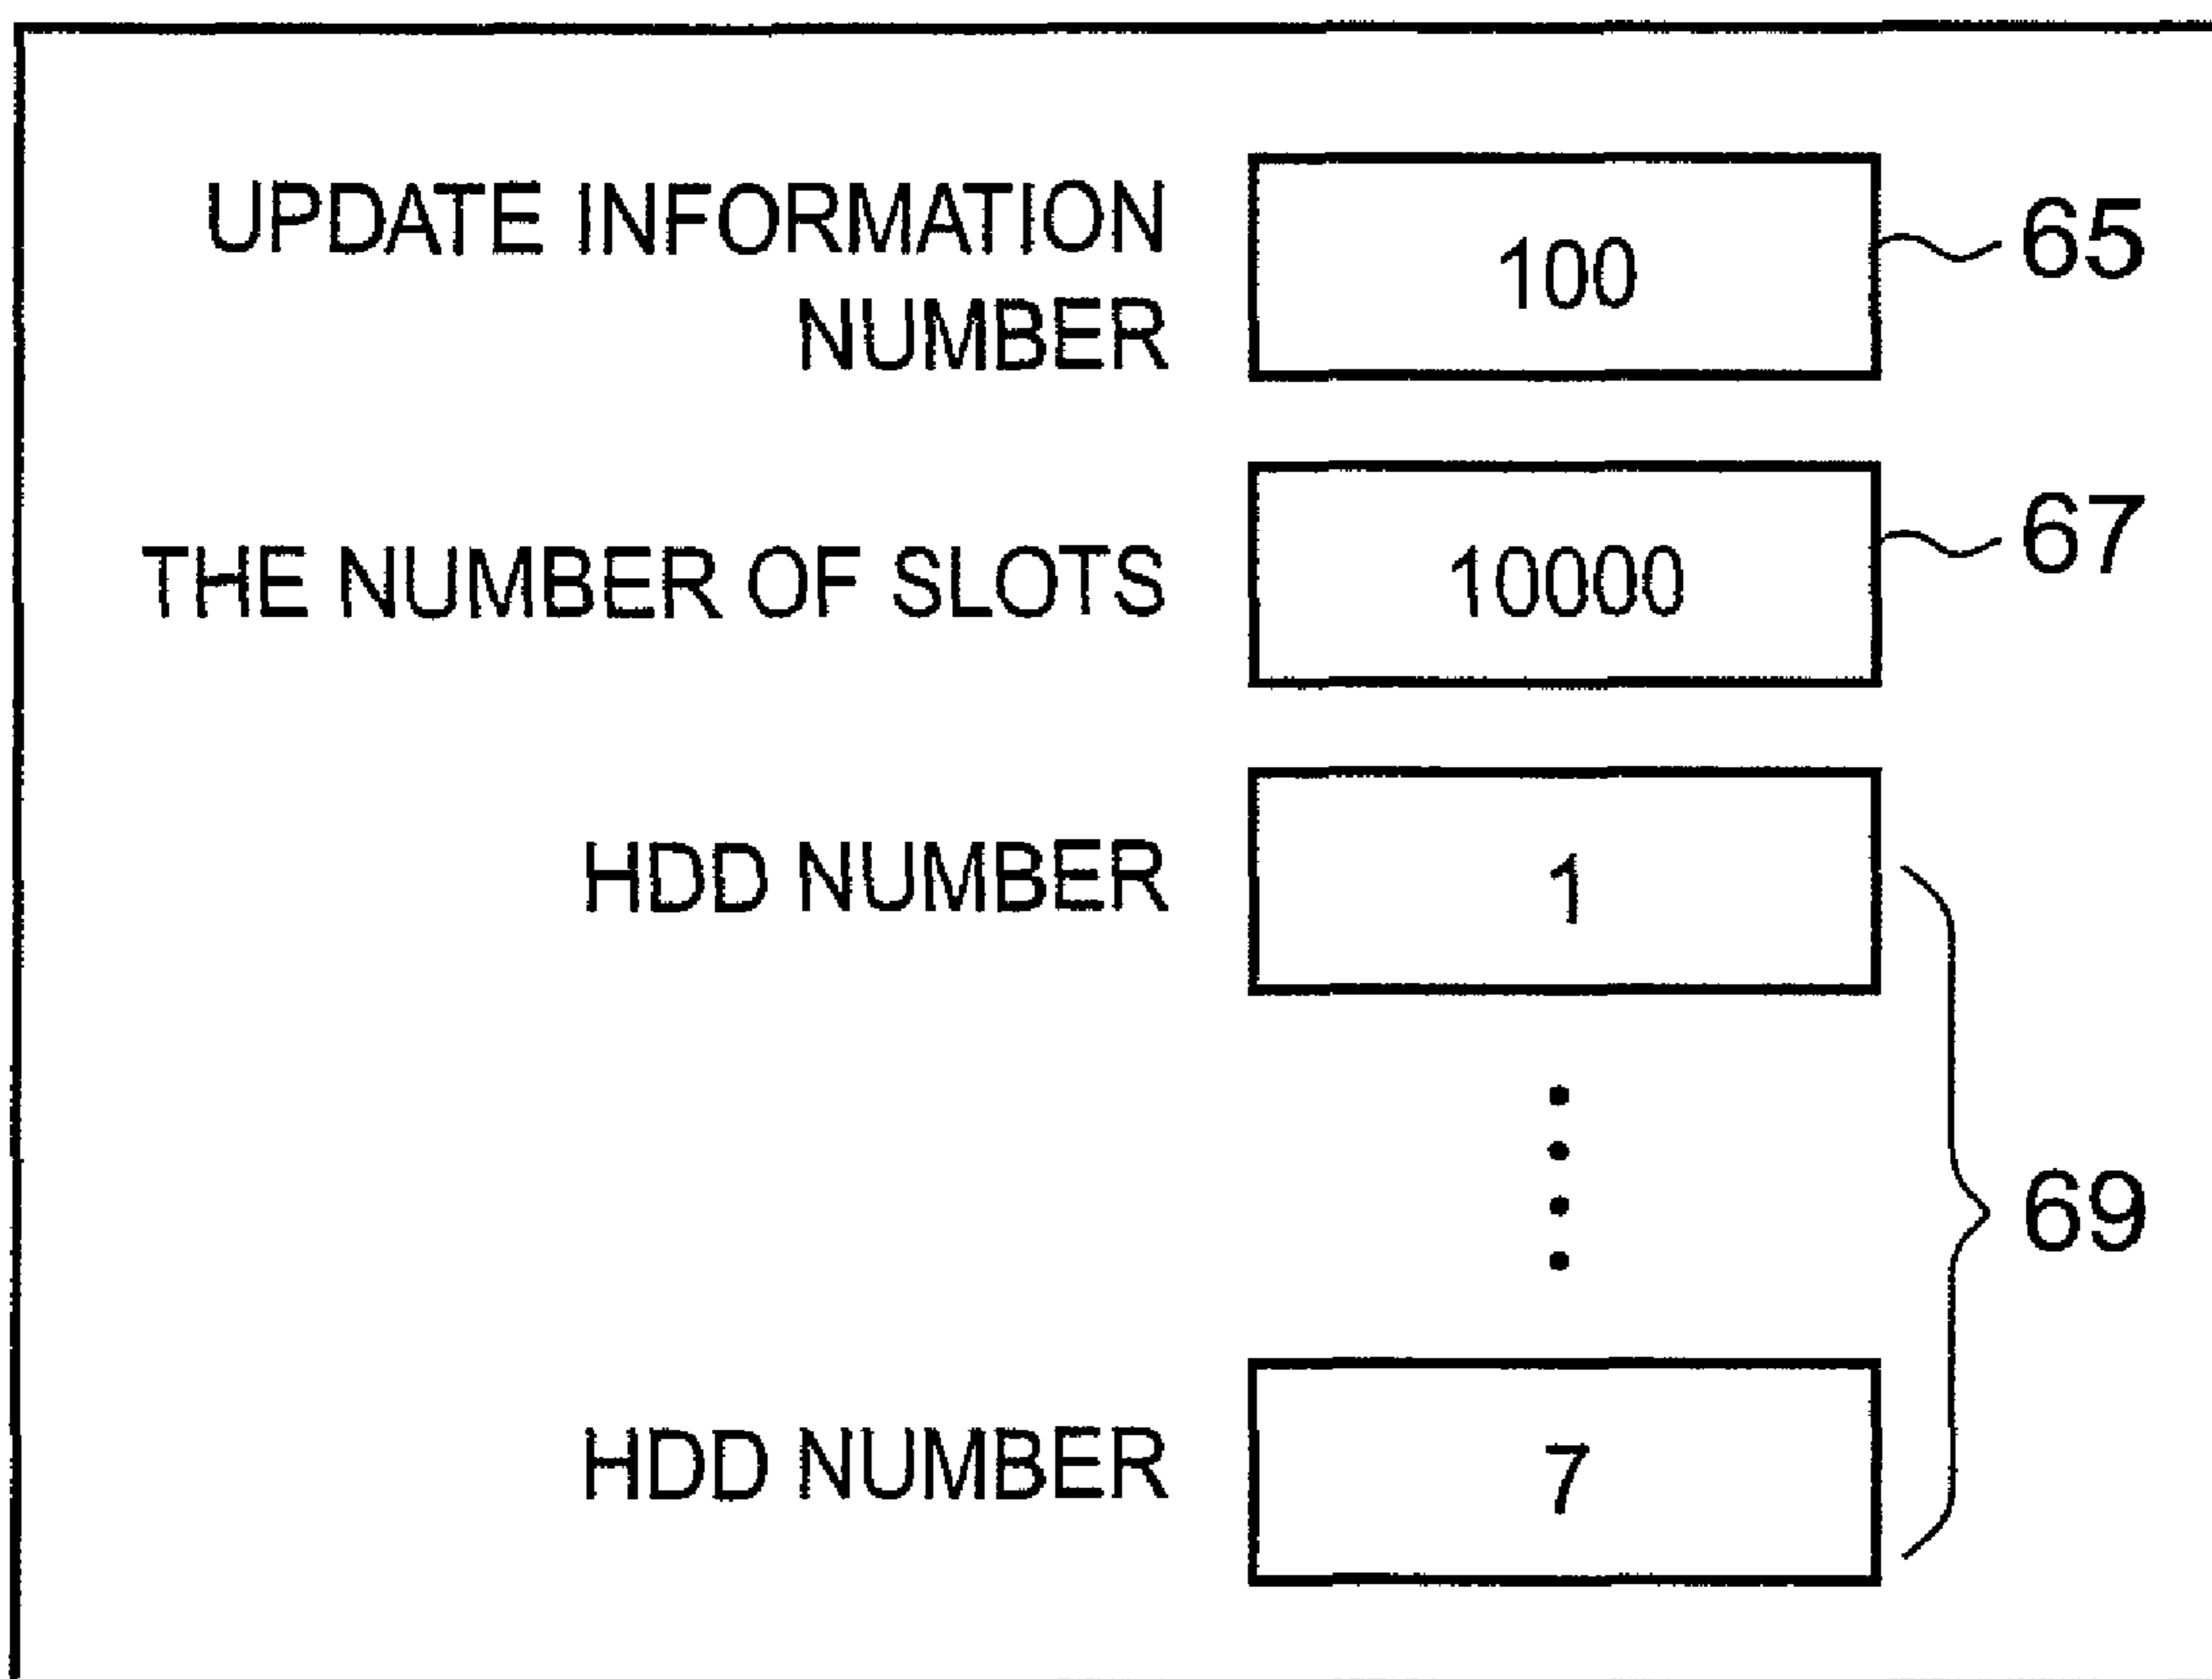 UPDATE INFORMATION
NUMBER
100
65
THE NUMBER OF SLOTS
10000
67
HDD NUMBER
1
69
HDD NUMBER
7